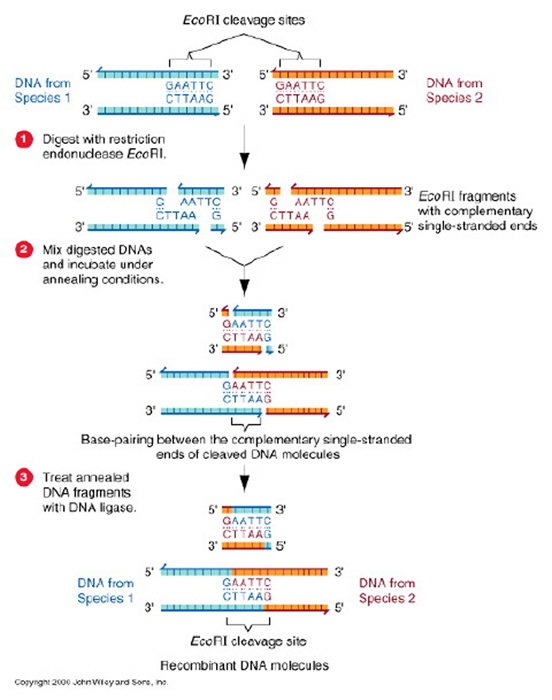 EcoRI cleavage sites
5' 3' 5' 3'
DNA from
Species 1
GAATTC
CTTAAG
GAATTC
CTTAAG
DNA from
Species 2
3' 5' 3' 5'
1 Digest with restriction
endonuclease EcoRI.
5' 3' 5' 3'
G AATTC G AATTC
CTTAA G CTTAA G
3' 5' 3' 5'
EcoRI fragments
with complementary
single-stranded ends
2 Mix digested DNAs
and incubate under
annealing conditions.
5' 3'
GAATTC
CTTAAG
3' 5'
5' 3'
GAATTC
CTTAAG
3' 5'
Base-pairing between the complementary single-stranded
ends of cleaved DNA molecules
3 Treat annealed
DNA fragments
with DNA ligase.
5' 3'
GAATTC
CTTAAG
3' 5'
5' 3'
DNA from
Species 1
GAATTC
CTTAAG
DNA from
Species 2
3' 5'
EcoRI cleavage site
Recombinant DNA molecules
Copyright 2000 John Wiley and Sons, Inc.